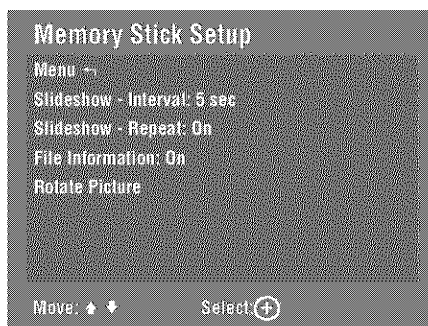 Memory Stick Setup
Menu ↰
Slideshow - Interval: 5 sec
Slideshow - Repeat: On
File Information: On
Rotate Picture
Move: ↑ ↓ Select: ⊕